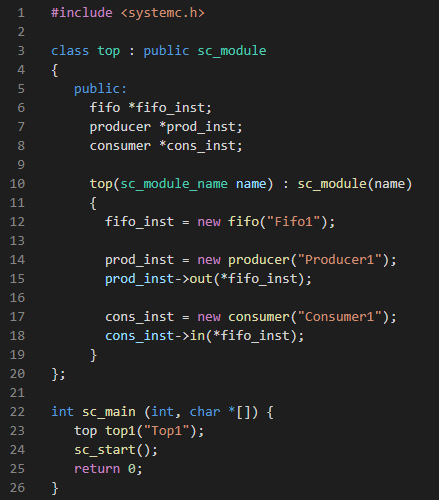 1 #include <systemc.h>
2
3 class top : public sc_module
4 {
5 public:
6 fifo *fifo_inst;
7 producer *prod_inst;
8 consumer *cons_inst;
9
10 top(sc_module_name name) : sc_module(name)
11 {
12 fifo_inst = new fifo("Fifo1");
13
14 prod_inst = new producer("Producer1");
15 prod_inst->out(*fifo_inst);
16
17 cons_inst = new consumer("Consumer1");
18 cons_inst->in(*fifo_inst);
19 }
20 };
21
22 int sc_main (int, char *[]) {
23 top top1("Top1");
24 sc_start();
25 return 0;
26 }